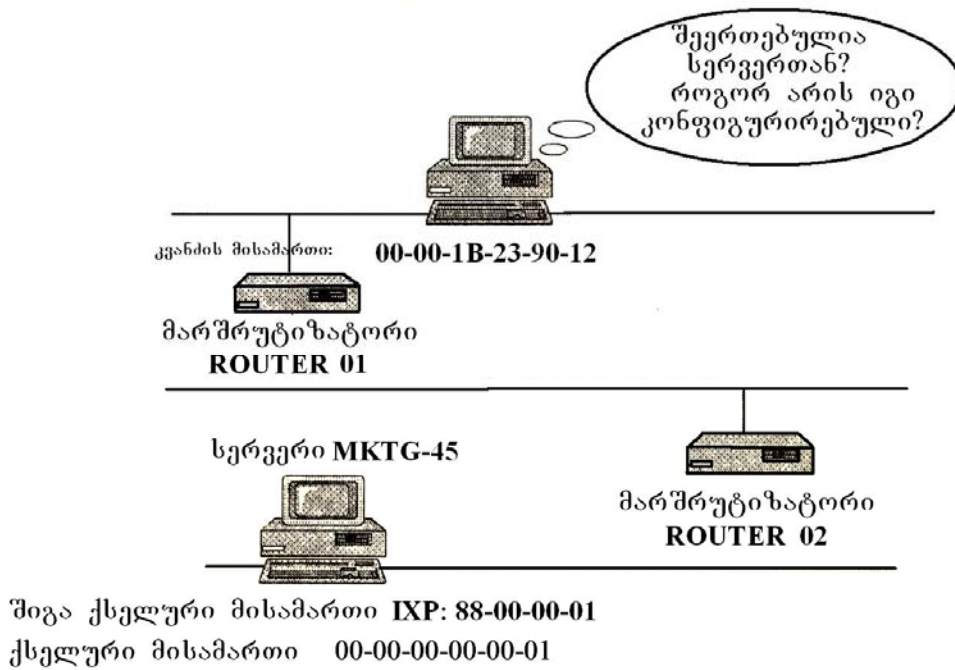 შეერთებულია
სერვერთან?
როგორ არის იგი
კონფიგურირებული?
კვანძის მისამართი: 00-00-1B-23-90-12
მარშრუტიზატორი
ROUTER 01
სერვერი MKTG-45
მარშრუტიზატორი
ROUTER 02
შიგა ქსელური მისამართი IXP: 88-00-00-01
ქსელური მისამართი 00-00-00-00-00-01